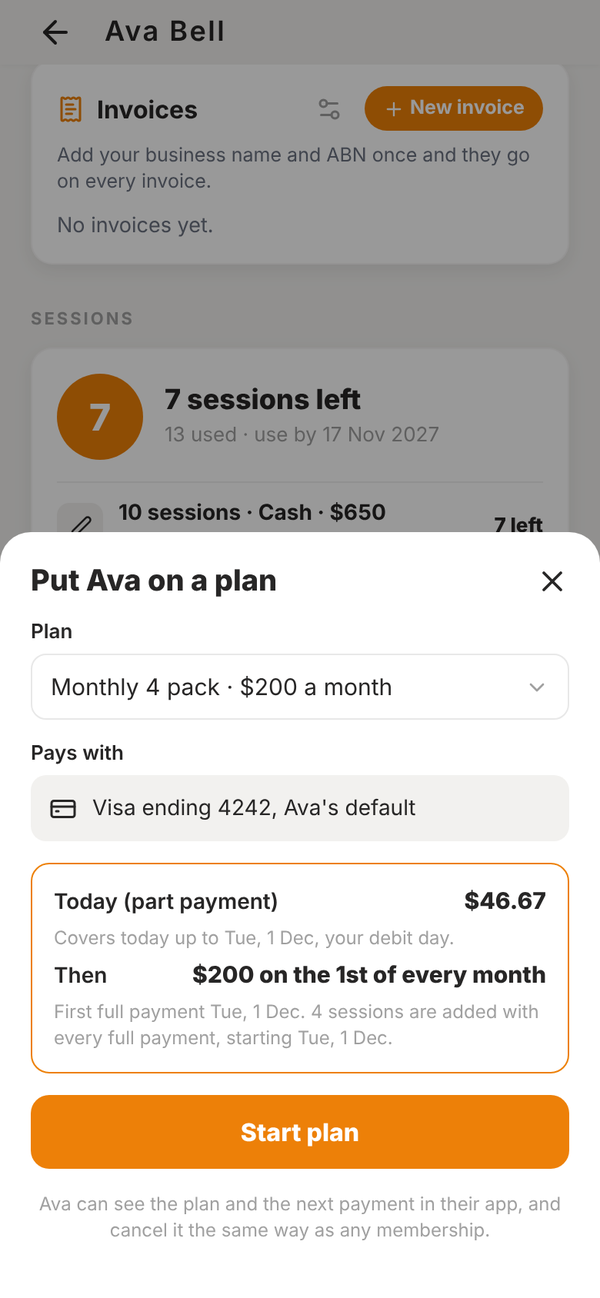 Ava Bell
Invoices
+ New invoice
Add your business name and ABN once and they go
on every invoice.
No invoices yet.
SESSIONS
7
7 sessions left
13 used · use by 17 Nov 2027
10 sessions · Cash · $650
7 left
Put Ava on a plan
Plan
Monthly 4 pack · $200 a month
Pays with
Visa ending 4242, Ava's default
Today (part payment)
$46.67
Covers today up to Tue, 1 Dec, your debit day.
Then
$200 on the 1st of every month
First full payment Tue, 1 Dec. 4 sessions are added with
every full payment, starting Tue, 1 Dec.
Start plan
Ava can see the plan and the next payment in their app, and
cancel it the same way as any membership.